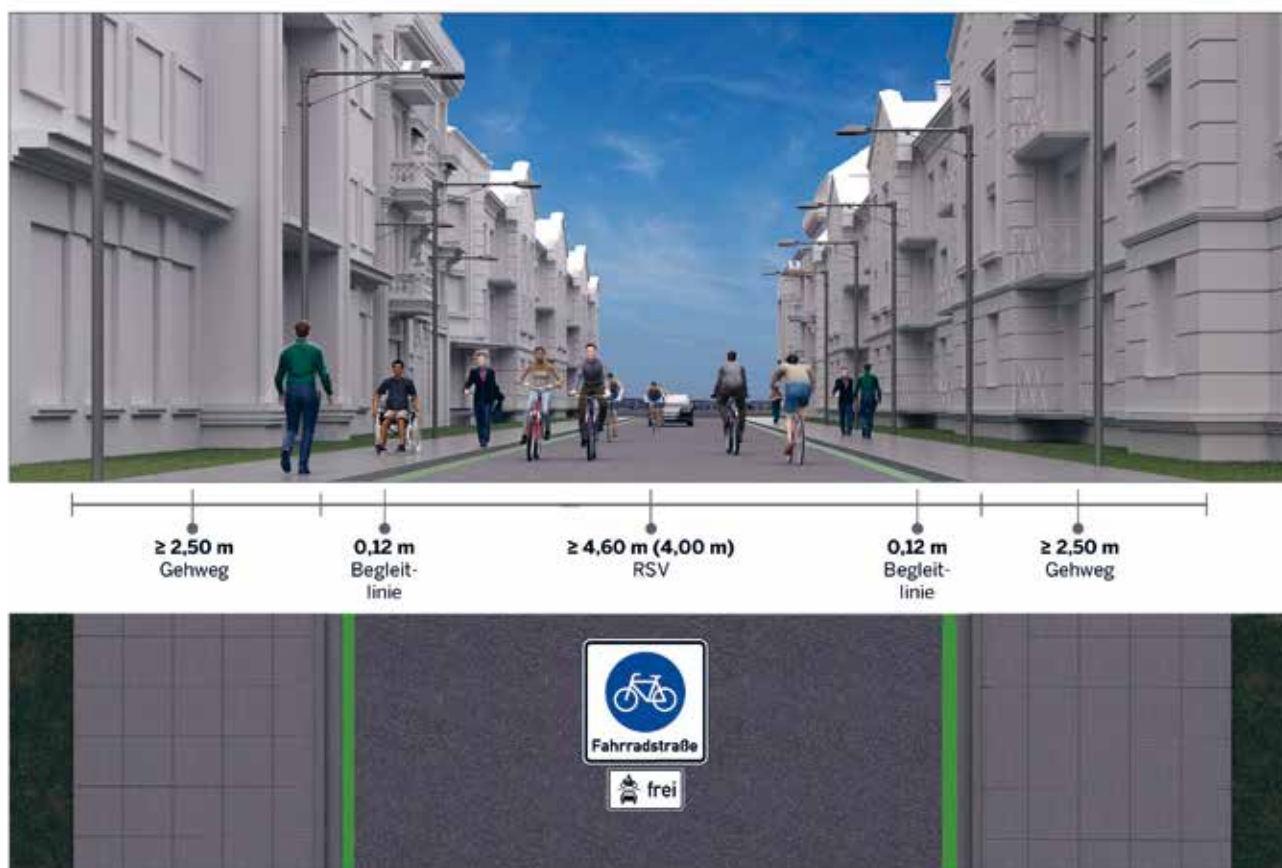 ≥ 2,50 m
Gehweg
0,12 m
Begleit-
linie
≥ 4,60 m (4,00 m)
RSV
0,12 m
Begleit-
linie
≥ 2,50 m
Gehweg
Fahrradstraße
frei